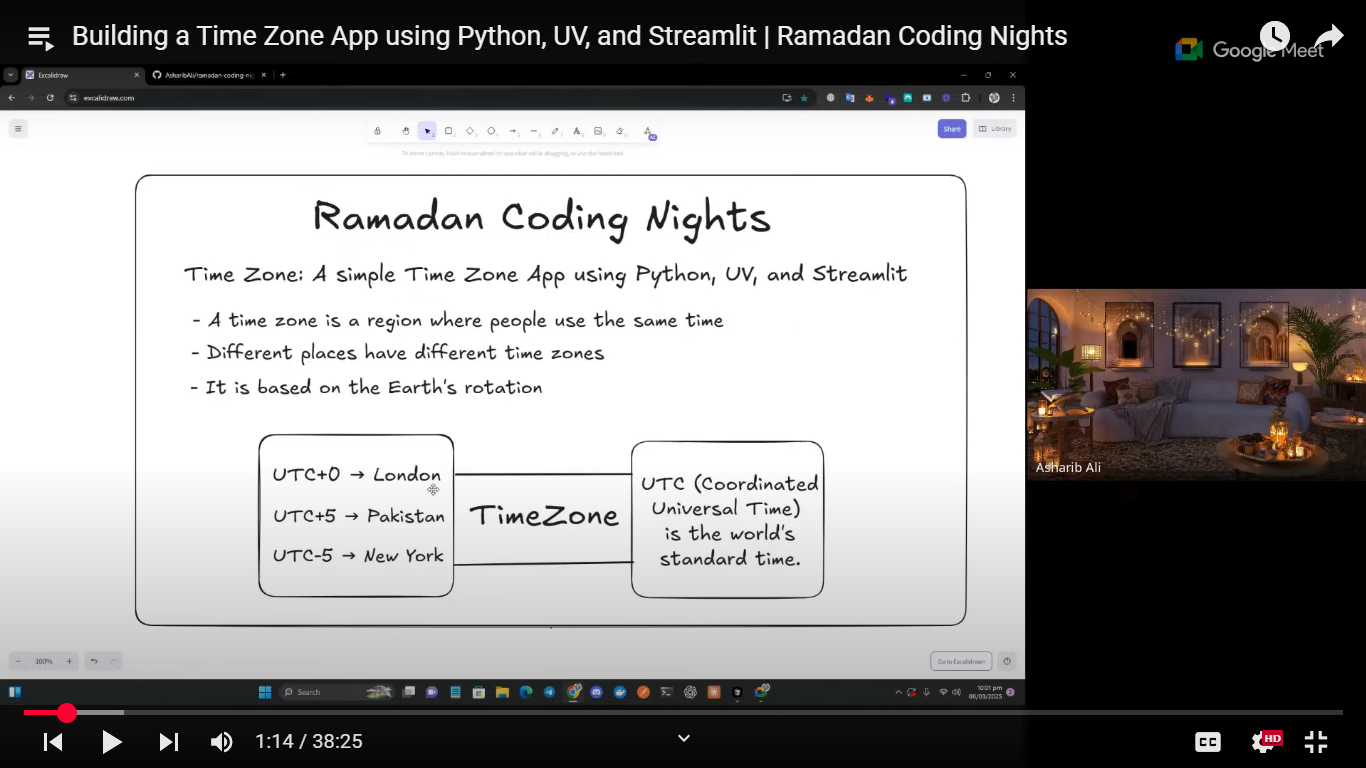 Building a Time Zone App using Python, UV, and Streamlit | Ramadan Coding Nights
Google Meet
Excalidraw
AsharibAli/ramadan-coding-nig
excalidraw.com
Share
Library
To move canvas, hold mouse wheel or spacebar while dragging, or use the hand tool
Ramadan Coding Nights
Time Zone: A simple Time Zone App using Python, UV, and Streamlit
- A time zone is a region where people use the same time
- Different places have different time zones
- It is based on the Earth's rotation
UTC+0 → London
UTC+5 → Pakistan
UTC-5 → New York
TimeZone
UTC (Coordinated
Universal Time)
is the world's
standard time.
Asharib Ali
100%
Go to Excalidraw+
Search
10:01 pm
06/03/2025
1:14 / 38:25
CC
HD